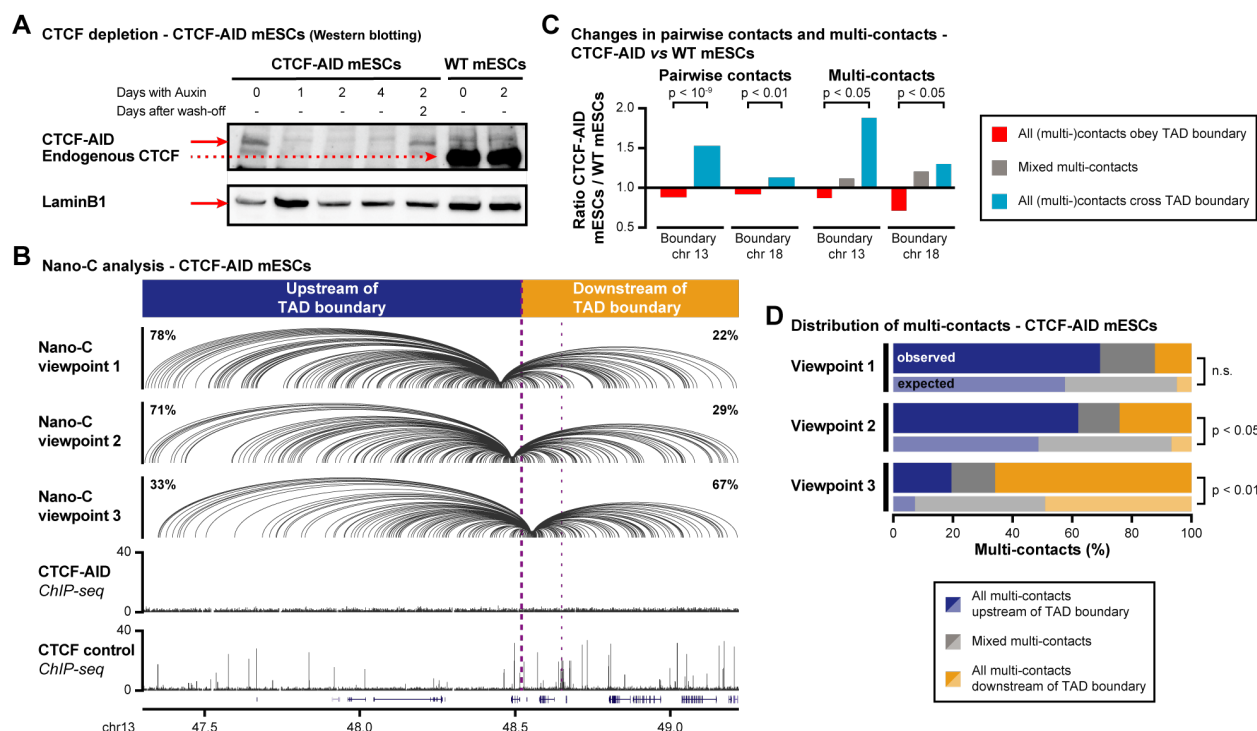 A CTCF depletion - CTCF-AID mESCs (Western blotting)
CTCF-AID mESCs WT mESCs
Days with Auxin 0 1 2 4 2 0 2
Days after wash-off - - - - 2 - -
CTCF-AID
Endogenous CTCF
LaminB1
B Nano-C analysis - CTCF-AID mESCs
Upstream of
TAD boundary
Downstream of
TAD boundary
Nano-C
viewpoint 1
78% 22%
Nano-C
viewpoint 2
71% 29%
Nano-C
viewpoint 3
33% 67%
CTCF-AID
ChIP-seq
40
0
CTCF control
ChIP-seq
40
0
chr13 47.5 48.0 48.5 49.0
C Changes in pairwise contacts and multi-contacts -
CTCF-AID vs WT mESCs
Pairwise contacts Multi-contacts
p < 10-9 p < 0.01 p < 0.05 p < 0.05
Ratio CTCF-AID
mESCs / WT mESCs
2.0
1.5
1.0
0.5
Boundary
chr 13
Boundary
chr 18
Boundary
chr 13
Boundary
chr 18
All (multi-)contacts obey TAD boundary
Mixed multi-contacts
All (multi-)contacts cross TAD boundary
D Distribution of multi-contacts - CTCF-AID mESCs
Viewpoint 1
observed
expected
n.s.
Viewpoint 2
p < 0.05
Viewpoint 3
p < 0.01
0 20 40 60 80 100
Multi-contacts (%)
All multi-contacts
upstream of TAD boundary
Mixed multi-contacts
All multi-contacts
downstream of TAD boundary